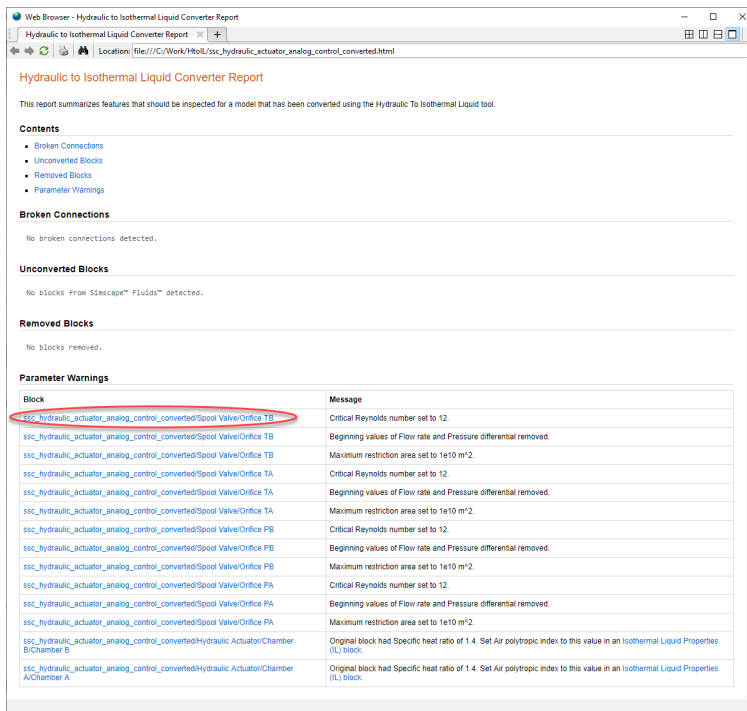 Web Browser - Hydraulic to Isothermal Liquid Converter Report
Hydraulic to Isothermal Liquid Converter Report
Location: file:///C:/Work/HtoIL/ssc_hydraulic_actuator_analog_control_converted.html
Hydraulic to Isothermal Liquid Converter Report
This report summarizes features that should be inspected for a model that has been converted using the Hydraulic To Isothermal Liquid tool.
Contents
Broken Connections
Unconverted Blocks
Removed Blocks
Parameter Warnings
Broken Connections
No broken connections detected.
Unconverted Blocks
No blocks from Simscape™ Fluids™ detected.
Removed Blocks
No blocks removed.
Parameter Warnings
Block Message
ssc_hydraulic_actuator_analog_control_converted/Spool Valve/Orifice TB Critical Reynolds number set to 12.
ssc_hydraulic_actuator_analog_control_converted/Spool Valve/Orifice TB Beginning values of Flow rate and Pressure differential removed.
ssc_hydraulic_actuator_analog_control_converted/Spool Valve/Orifice TB Maximum restriction area set to 1e10 m^2.
ssc_hydraulic_actuator_analog_control_converted/Spool Valve/Orifice TA Critical Reynolds number set to 12.
ssc_hydraulic_actuator_analog_control_converted/Spool Valve/Orifice TA Beginning values of Flow rate and Pressure differential removed.
ssc_hydraulic_actuator_analog_control_converted/Spool Valve/Orifice TA Maximum restriction area set to 1e10 m^2.
ssc_hydraulic_actuator_analog_control_converted/Spool Valve/Orifice PB Critical Reynolds number set to 12.
ssc_hydraulic_actuator_analog_control_converted/Spool Valve/Orifice PB Beginning values of Flow rate and Pressure differential removed.
ssc_hydraulic_actuator_analog_control_converted/Spool Valve/Orifice PB Maximum restriction area set to 1e10 m^2.
ssc_hydraulic_actuator_analog_control_converted/Spool Valve/Orifice PA Critical Reynolds number set to 12.
ssc_hydraulic_actuator_analog_control_converted/Spool Valve/Orifice PA Beginning values of Flow rate and Pressure differential removed.
ssc_hydraulic_actuator_analog_control_converted/Spool Valve/Orifice PA Maximum restriction area set to 1e10 m^2.
ssc_hydraulic_actuator_analog_control_converted/Hydraulic Actuator/Chamber
B/Chamber B
Original block had Specific heat ratio of 1.4. Set Air polytropic index to this value in an Isothermal Liquid Properties
(IL) block.
ssc_hydraulic_actuator_analog_control_converted/Hydraulic Actuator/Chamber
A/Chamber A
Original block had Specific heat ratio of 1.4. Set Air polytropic index to this value in an Isothermal Liquid Properties
(IL) block.